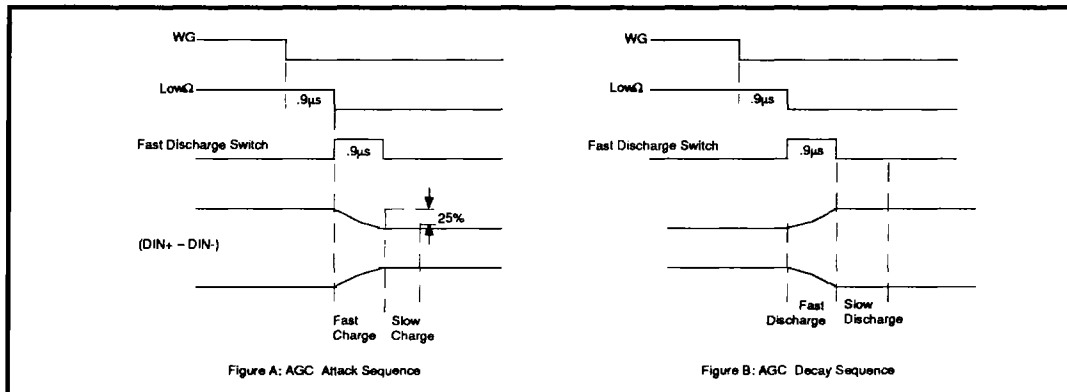 WG
LowΩ
.9µs
Fast Discharge Switch
.9µs
25%
(DIN+ – DIN-)
Fast Charge
Slow Charge
Figure A: AGC Attack Sequence
WG
LowΩ
.9µs
Fast Discharge Switch
.9µs
Fast Discharge
Slow Discharge
Figure B: AGC Decay Sequence